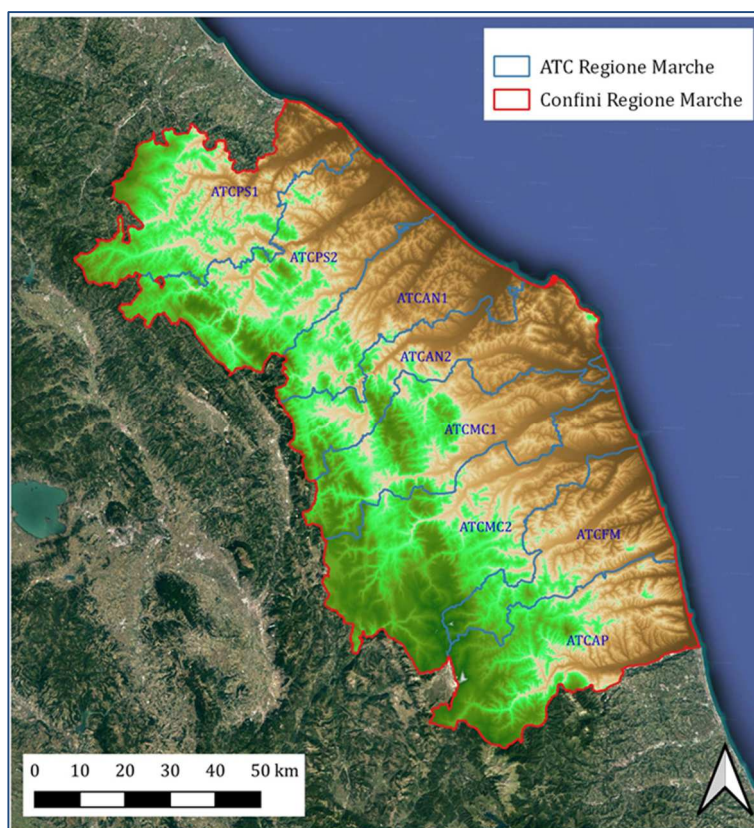 ATC Regione Marche
Confini Regione Marche
ATCPS1
ATCPS2
ATCAN1
ATCAN2
ATCMC1
ATCMC2
ATCFM
ATCAP
0 10 20 30 40 50 km